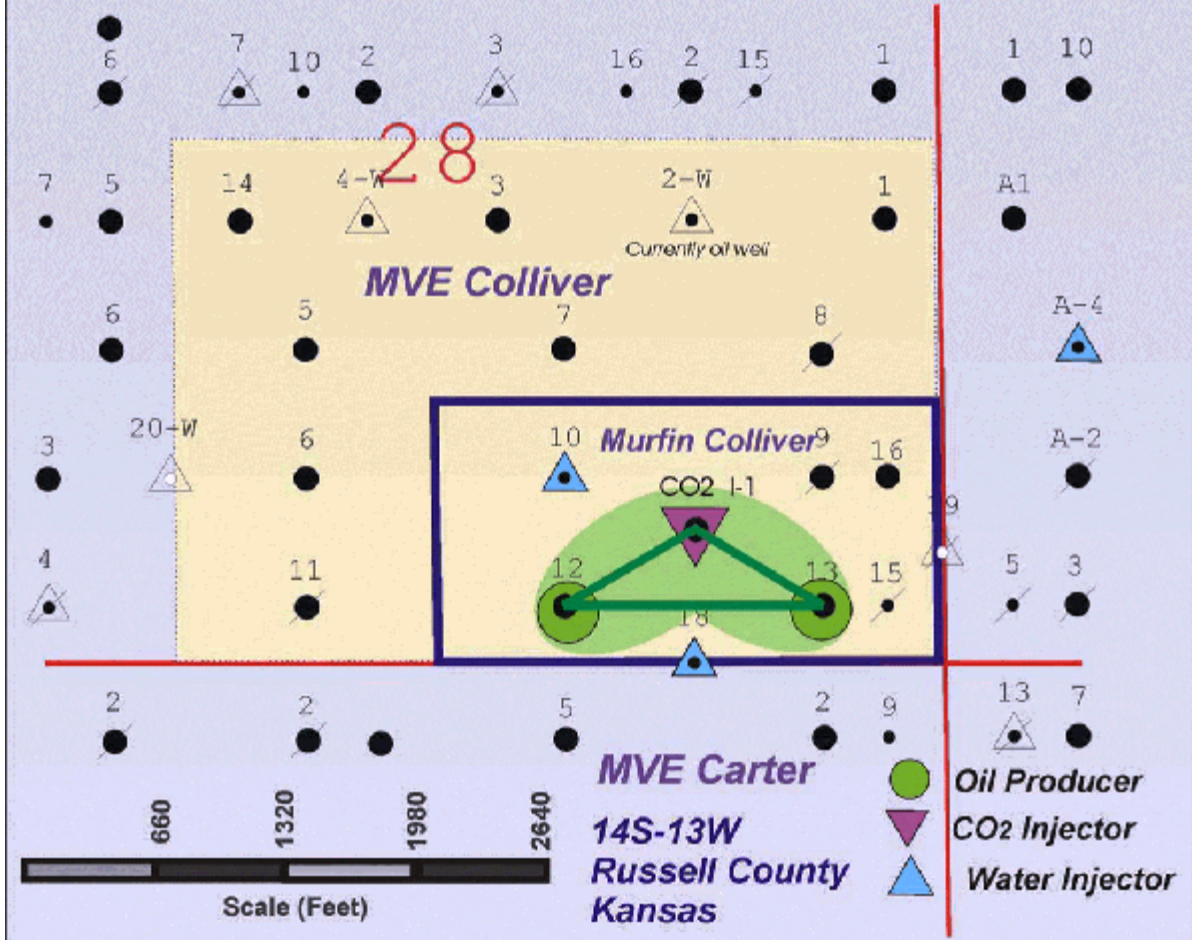 6 7 10 2 3 16 2 15 1 1 10
28
7 5 14 4-W 3 2-W 1 A1
Currently oil well
MVE Colliver
6 5 7 8 A-4
3 20-W 6 10 Murfin Colliver 9 16 A-2
CO2 I-1
19
4 11 12 13 15 5 3
18
2 2 5 2 9 13 7
MVE Carter
Oil Producer
14S-13W
CO2 Injector
Russell County
Water Injector
Kansas
660 1320 1980 2640
Scale (Feet)